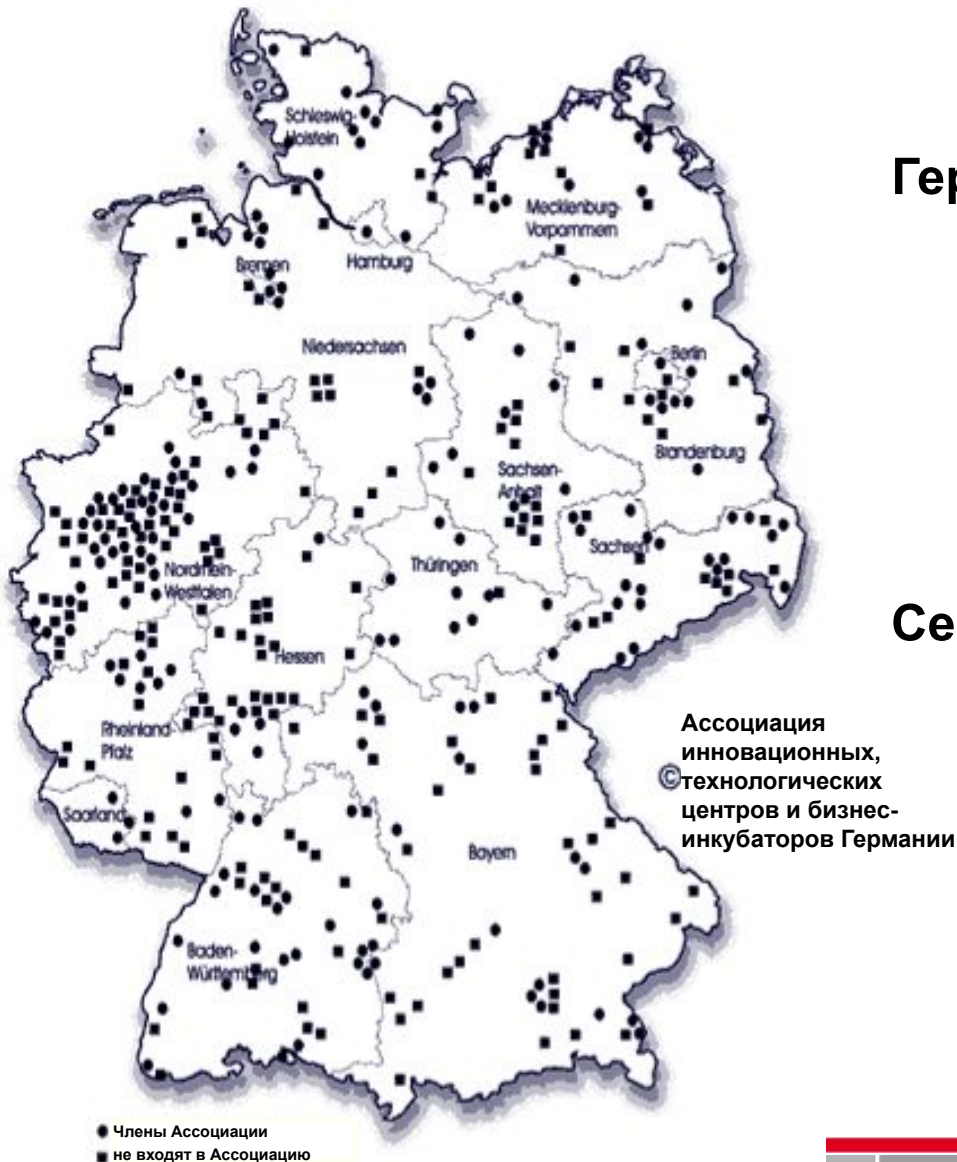 Schleswig-
Holstein
Mecklenburg-
Vorpommern
Hamburg
Bremen
Niedersachsen
Berlin
Brandenburg
Sachsen-
Anhalt
Sachsen
Thüringen
Nordrhein-
Westfalen
Hessen
Rheinland-
Pfalz
Saarland
Bayern
Baden-
Württemberg
Гер
Се
Ассоциация
инновационных,
©технологических
центров и бизнес-
инкубаторов Германии
Члены Ассоциации
не входят в Ассоциацию